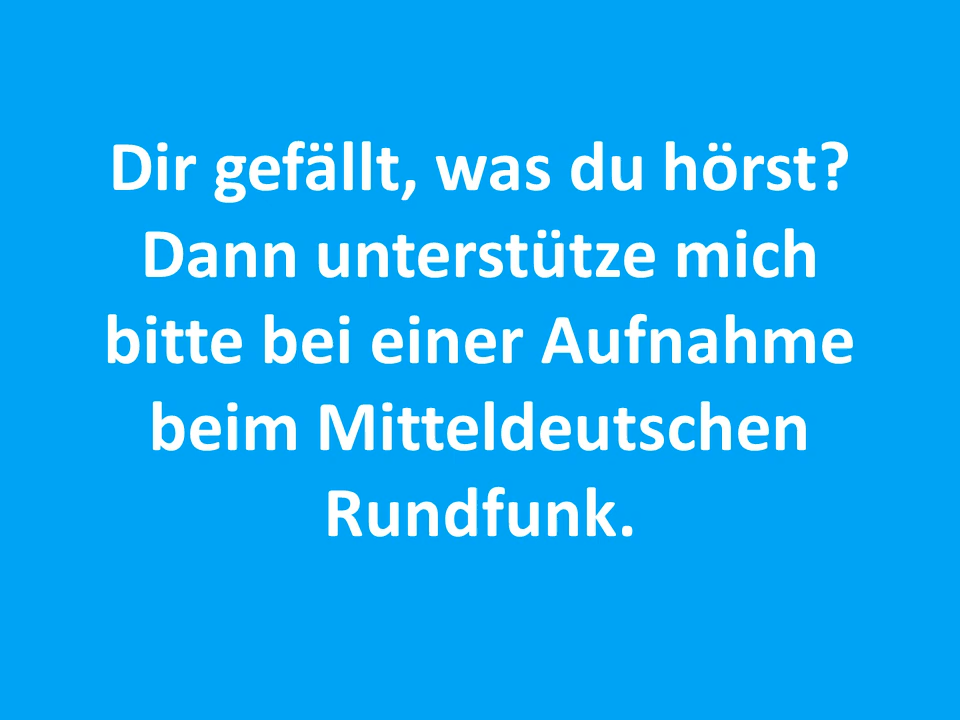 Dir gefällt, was du hörst?
Dann unterstütze mich
bitte bei einer Aufnahme
beim Mitteldeutschen
Rundfunk.